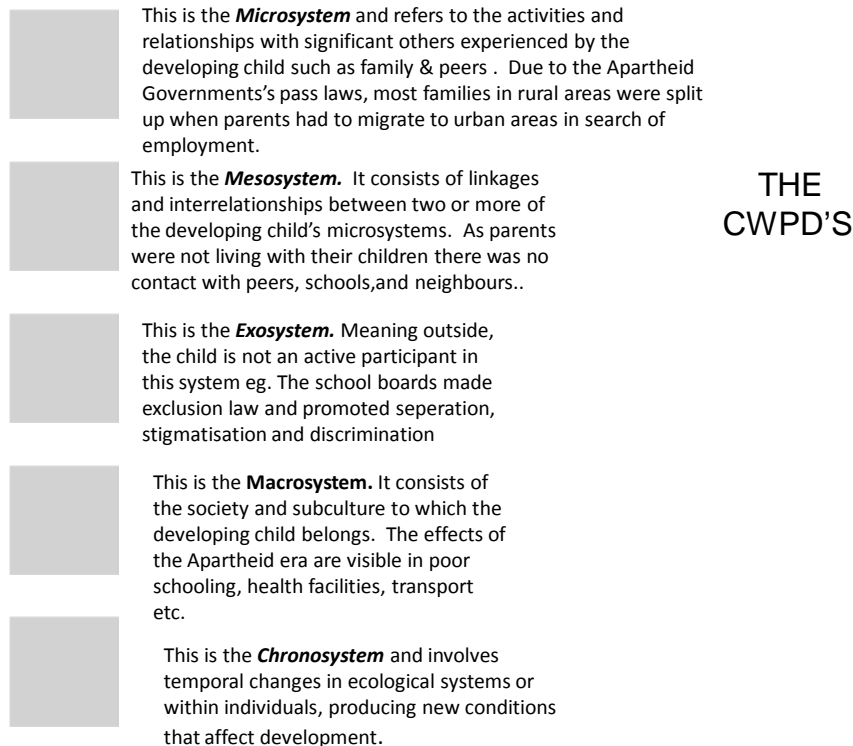 This is the Microsystem and refers to the activities and
relationships with significant others experienced by the
developing child such as family & peers . Due to the Apartheid
Governments's pass laws, most families in rural areas were split
up when parents had to migrate to urban areas in search of
employment.
This is the Mesosystem. It consists of linkages
and interrelationships between two or more of
the developing child's microsystems. As parents
were not living with their children there was no
contact with peers, schools,and neighbours..
THE
CWPD'S
This is the Exosystem. Meaning outside,
the child is not an active participant in
this system eg. The school boards made
exclusion law and promoted seperation,
stigmatisation and discrimination
This is the Macrosystem. It consists of
the society and subculture to which the
developing child belongs. The effects of
the Apartheid era are visible in poor
schooling, health facilities, transport
etc.
This is the Chronosystem and involves
temporal changes in ecological systems or
within individuals, producing new conditions
that affect development.